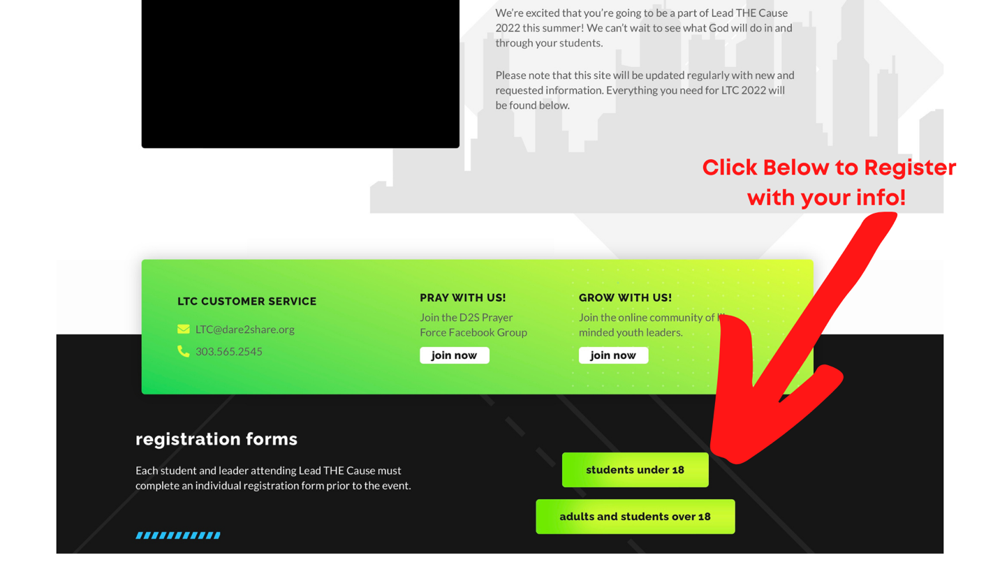 We're excited that you're going to be a part of Lead THE Cause
2022 this summer! We can't wait to see what God will do in and
through your students.
Please note that this site will be updated regularly with new and
requested information. Everything you need for LTC 2022 will
be found below.
Click Below to Register
with your info!
LTC CUSTOMER SERVICE
LTC@dare2share.org
303.565.2545
PRAY WITH US!
Join the D2S Prayer
Force Facebook Group
join now
GROW WITH US!
Join the online community of
minded youth leaders.
join now
registration forms
Each student and leader attending Lead THE Cause must
complete an individual registration form prior to the event.
students under 18
adults and students over 18